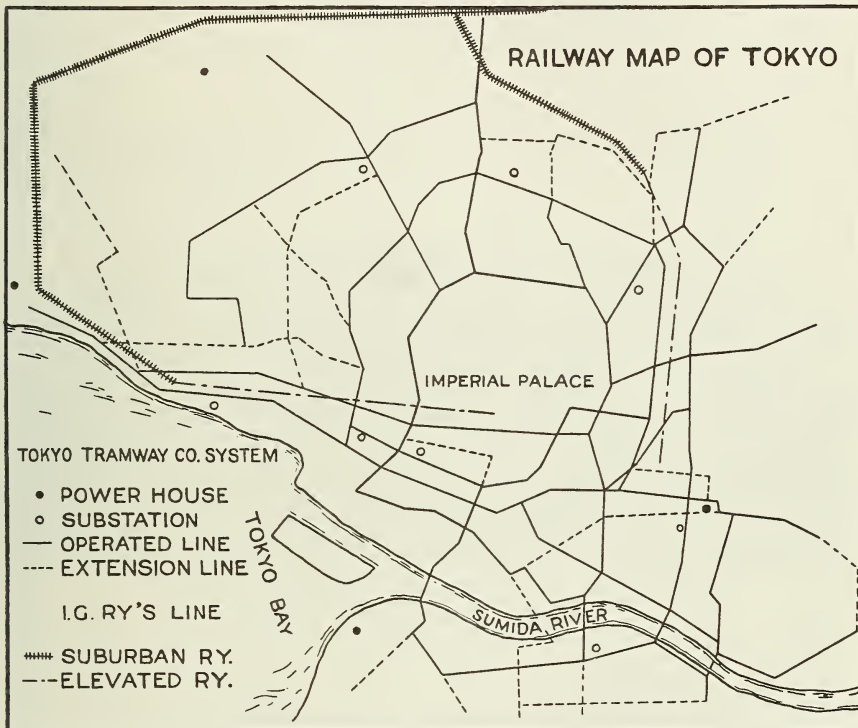 RAILWAY MAP OF TOKYO
IMPERIAL PALACE
TOKYO TRAMWAY CO. SYSTEM
POWER HOUSE
SUBSTATION
OPERATED LINE
EXTENSION LINE
I.G. RY'S LINE
SUBURBAN RY.
ELEVATED RY.
TOKYO BAY
SUMIDA RIVER